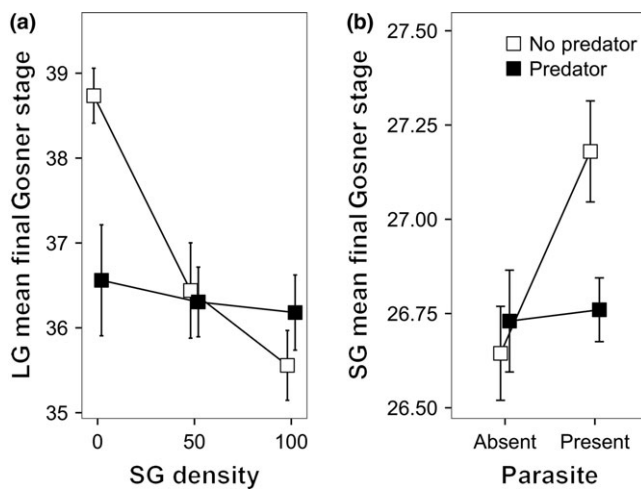 (a)
LG mean final Gosner stage
39
38
37
36
35
0 50 100
SG density
(b)
SG mean final Gosner stage
27.50
27.25
27.00
26.75
26.50
No predator
Predator
Absent Present
Parasite